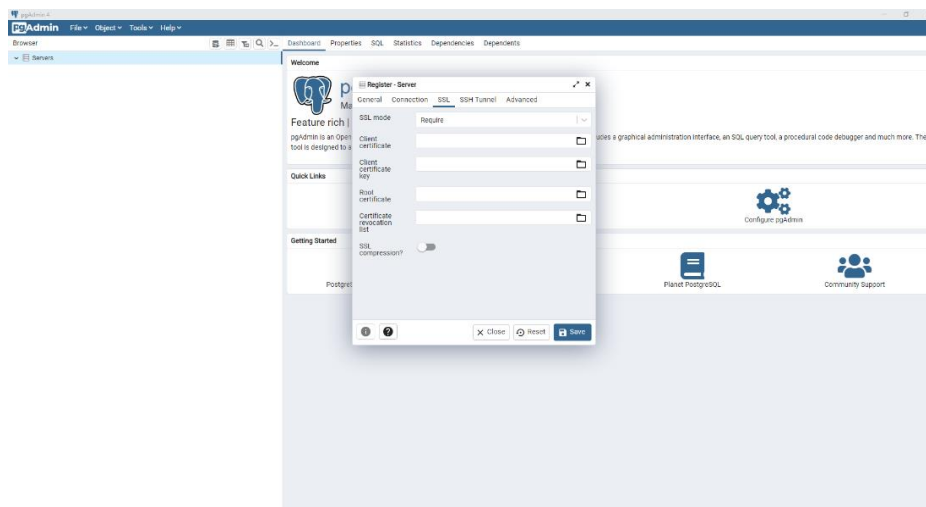 pgAdmin 4
pgAdmin File Object Tools Help
Browser
Dashboard Properties SQL Statistics Dependencies Dependents
Servers
Welcome
Register - Server
General Connection SSL SSH Tunnel Advanced
Feature rich |
SSL mode Require
pgAdmin is an Open
tool is designed to a
udes a graphical administration interface, an SQL query tool, a procedural code debugger and much more. The
Client
certificate
Client
certificate
key
Quick Links
Root
certificate
Certificate
revocation
list
Configure pgAdmin
Getting Started
SSL
compression?
Postgre
Planet PostgreSQL
Community Support
Close Reset Save